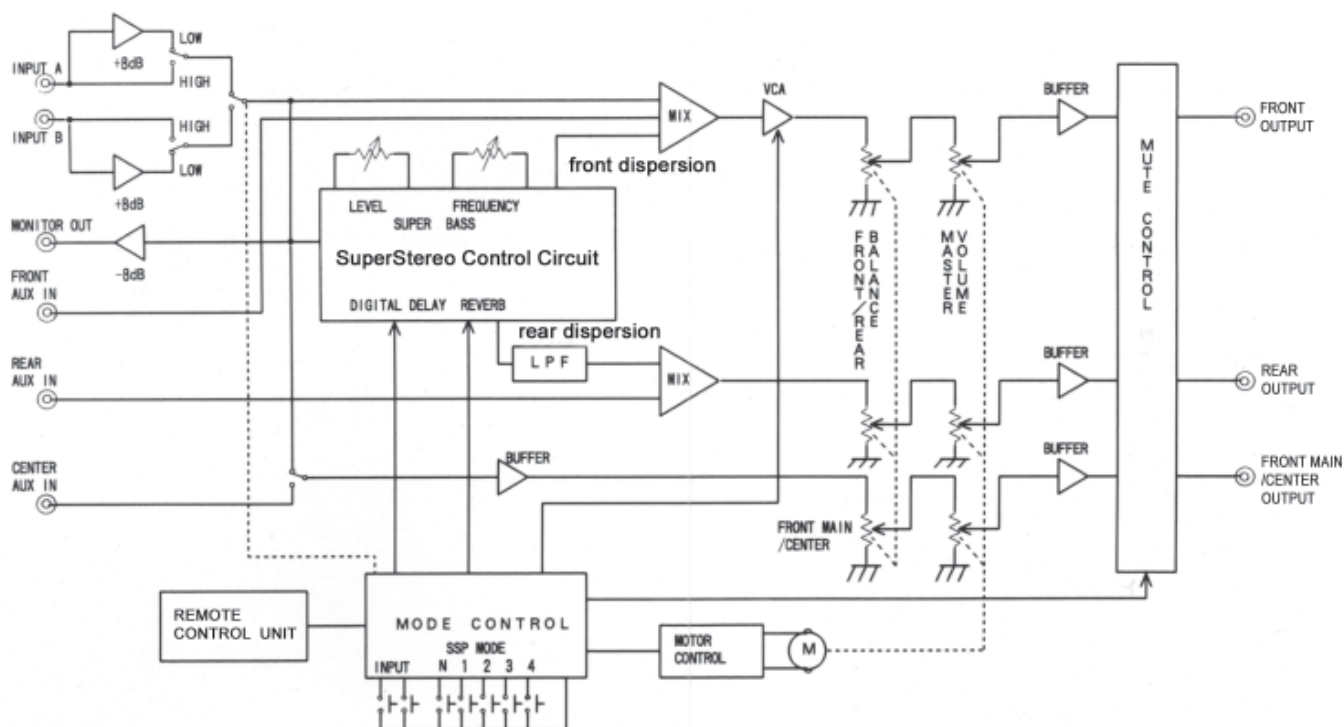 LOW
+8dB
INPUT A
HIGH
INPUT B
HIGH
LOW
+8dB
MONITOR OUT
-8dB
FRONT
AUX IN
REAR
AUX IN
CENTER
AUX IN
LEVEL
FREQUENCY
SUPER BASS
SuperStereo Control Circuit
DIGITAL DELAY
REVERB
front dispersion
rear dispersion
LPF
MIX
MIX
VCA
BUFFER
FRONT/REAR
BALANCE
MASTER
VOLUME
BUFFER
BUFFER
BUFFER
FRONT MAIN
/CENTER
MUTE CONTROL
FRONT
OUTPUT
REAR
OUTPUT
FRONT MAIN
/CENTER
OUTPUT
REMOTE
CONTROL UNIT
MODE CONTROL
SSP MODE
INPUT N 1 2 3 4
MOTOR
CONTROL
M